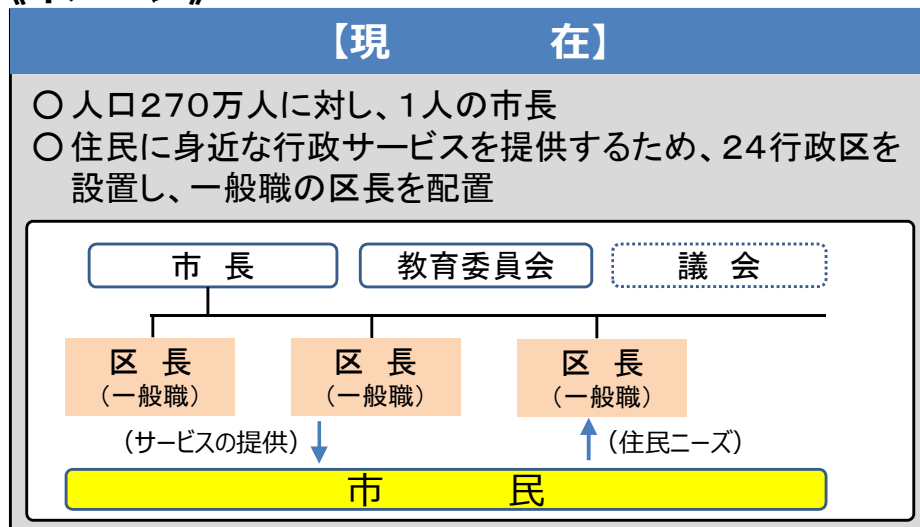 【現　在】
○人口270万人に対し、1人の市長
○住民に身近な行政サービスを提供するため、24行政区を
設置し、一般職の区長を配置
市 長　教育委員会　議 会
区 長　区 長　区 長
（一般職）　（一般職）　（一般職）
（サービスの提供）　（住民ニーズ）
市　民